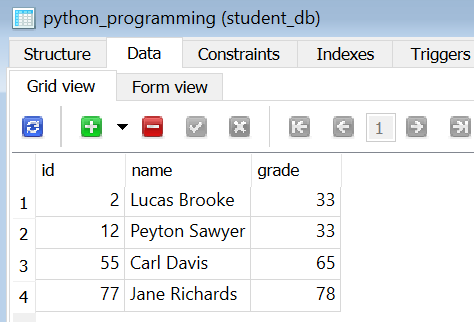 python_programming (student_db)
Structure Data Constraints Indexes Triggers
Grid view Form view
1
id name grade
1 2 Lucas Brooke 33
2 12 Peyton Sawyer 33
3 55 Carl Davis 65
4 77 Jane Richards 78